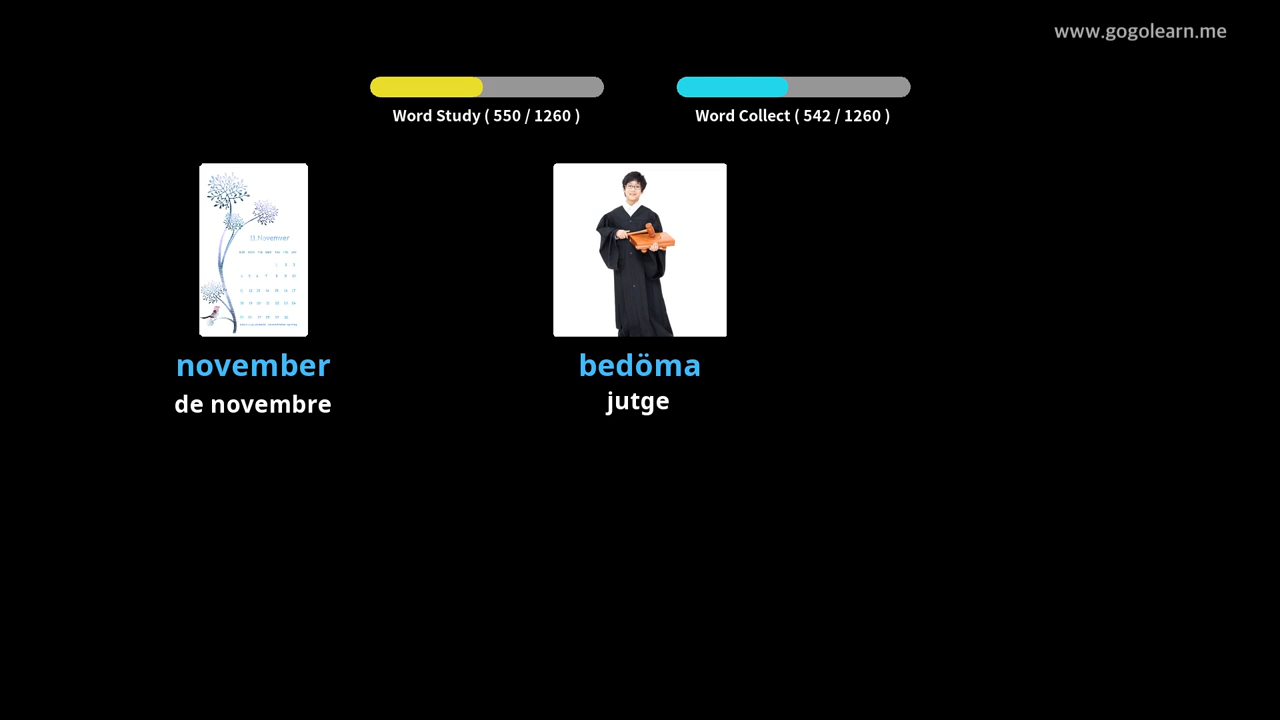 www.gogolearn.me
Word Study ( 550 / 1260 )
Word Collect ( 542 / 1260 )
november
de novembre
bedöma
jutge